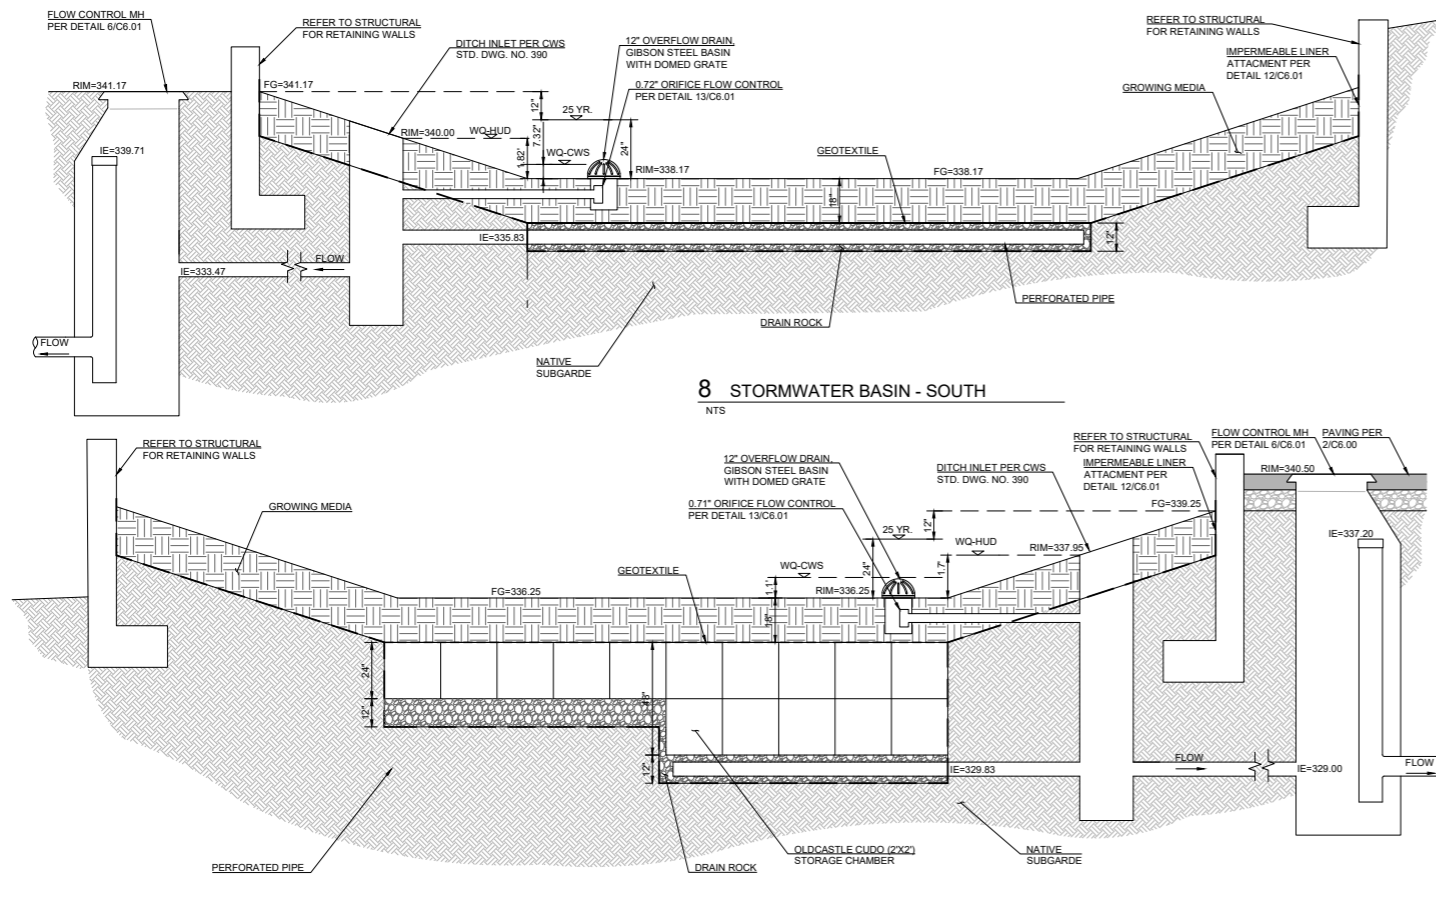 FLOW CONTROL MH
PER DETAIL 6/C6.01
REFER TO STRUCTURAL
FOR RETAINING WALLS
DITCH INLET PER CWS
STD. DWG. NO. 390
12" OVERFLOW DRAIN,
GIBSON STEEL BASIN
WITH DOMED GRATE
0.72" ORIFICE FLOW CONTROL
PER DETAIL 13/C6.01
REFER TO STRUCTURAL
FOR RETAINING WALLS
IMPERMEABLE LINER
ATTACMENT PER
DETAIL 12/C6.01
GROWING MEDIA
RIM=341.17
FG=341.17
12"
25 YR.
RIM=340.00
WQ-HUD
7.32"
1.82'
WQ-CWS
24"
IE=339.71
RIM=338.17
GEOTEXTILE
FG=338.17
18"
IE=335.83
12"
FLOW
IE=333.47
PERFORATED PIPE
DRAIN ROCK
FLOW
NATIVE
SUBGARDE
8 STORMWATER BASIN - SOUTH
NTS
REFER TO STRUCTURAL
FOR RETAINING WALLS
GROWING MEDIA
12" OVERFLOW DRAIN,
GIBSON STEEL BASIN
WITH DOMED GRATE
0.71" ORIFICE FLOW CONTROL
PER DETAIL 13/C6.01
DITCH INLET PER CWS
STD. DWG. NO. 390
REFER TO STRUCTURAL
FOR RETAINING WALLS
IMPERMEABLE LINER
ATTACMENT PER
DETAIL 12/C6.01
FLOW CONTROL MH
PER DETAIL 6/C6.01
PAVING PER
2/C6.00
RIM=340.50
FG=339.25
12"
25 YR.
WQ-HUD
RIM=337.95
IE=337.20
24"
1.7'
WQ-CWS
1.1'
GEOTEXTILE
FG=336.25
RIM=336.25
18"
24"
48"
12"
12"
IE=329.83
FLOW
IE=329.00
FLOW
PERFORATED PIPE
DRAIN ROCK
OLDCASTLE CUDO (2'X2')
STORAGE CHAMBER
NATIVE
SUBGARDE